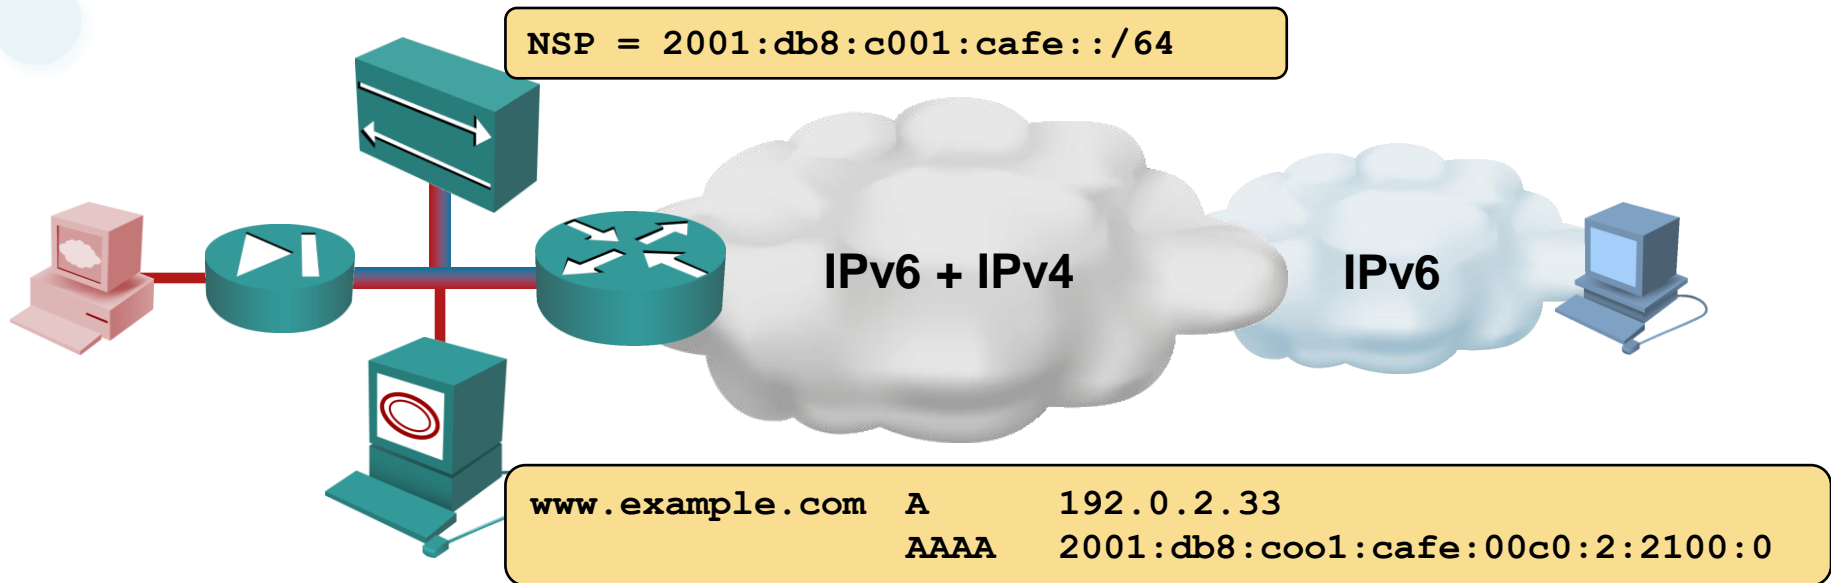 NSP = 2001:db8:c001:cafe::/64
IPv6 + IPv4
IPv6
www.example.com A 192.0.2.33
AAAA 2001:db8:coo1:cafe:00c0:2:2100:0